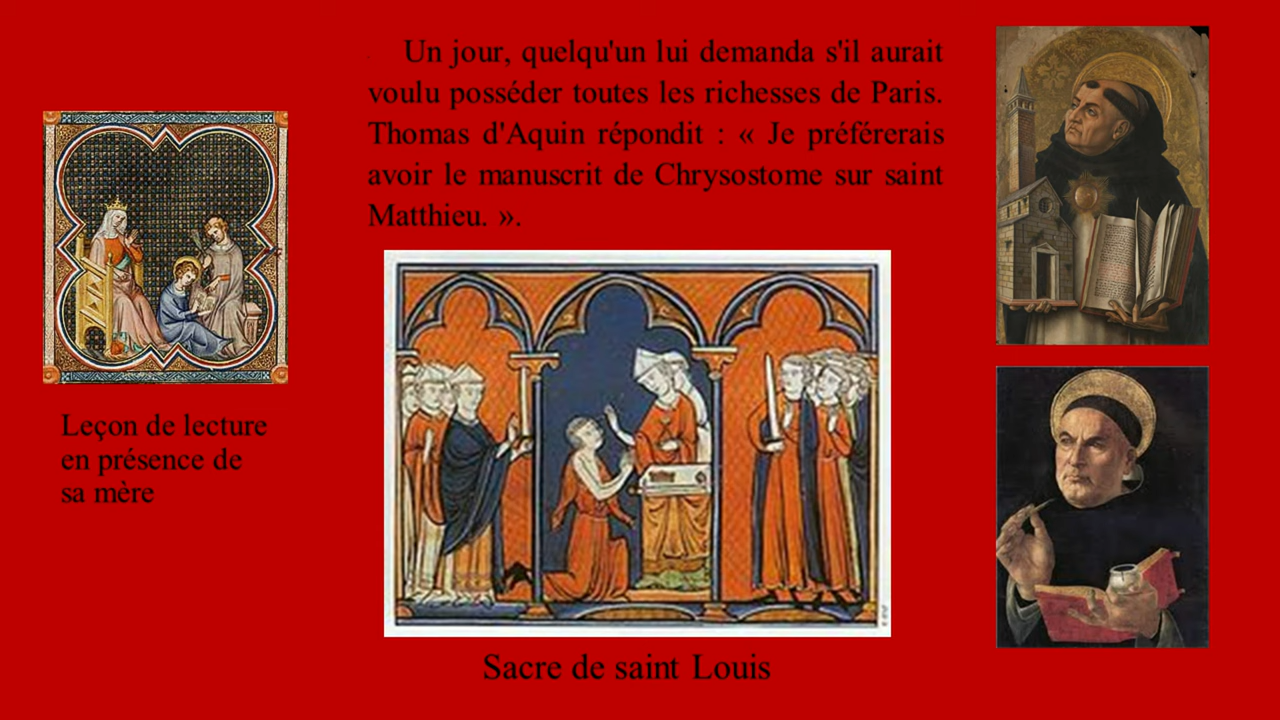 Un jour, quelqu'un lui demanda s'il aurait
voulu posséder toutes les richesses de Paris.
Thomas d'Aquin répondit : « Je préférerais
avoir le manuscrit de Chrysostome sur saint
Matthieu. ».
Leçon de lecture
en présence de
sa mère
Sacre de saint Louis